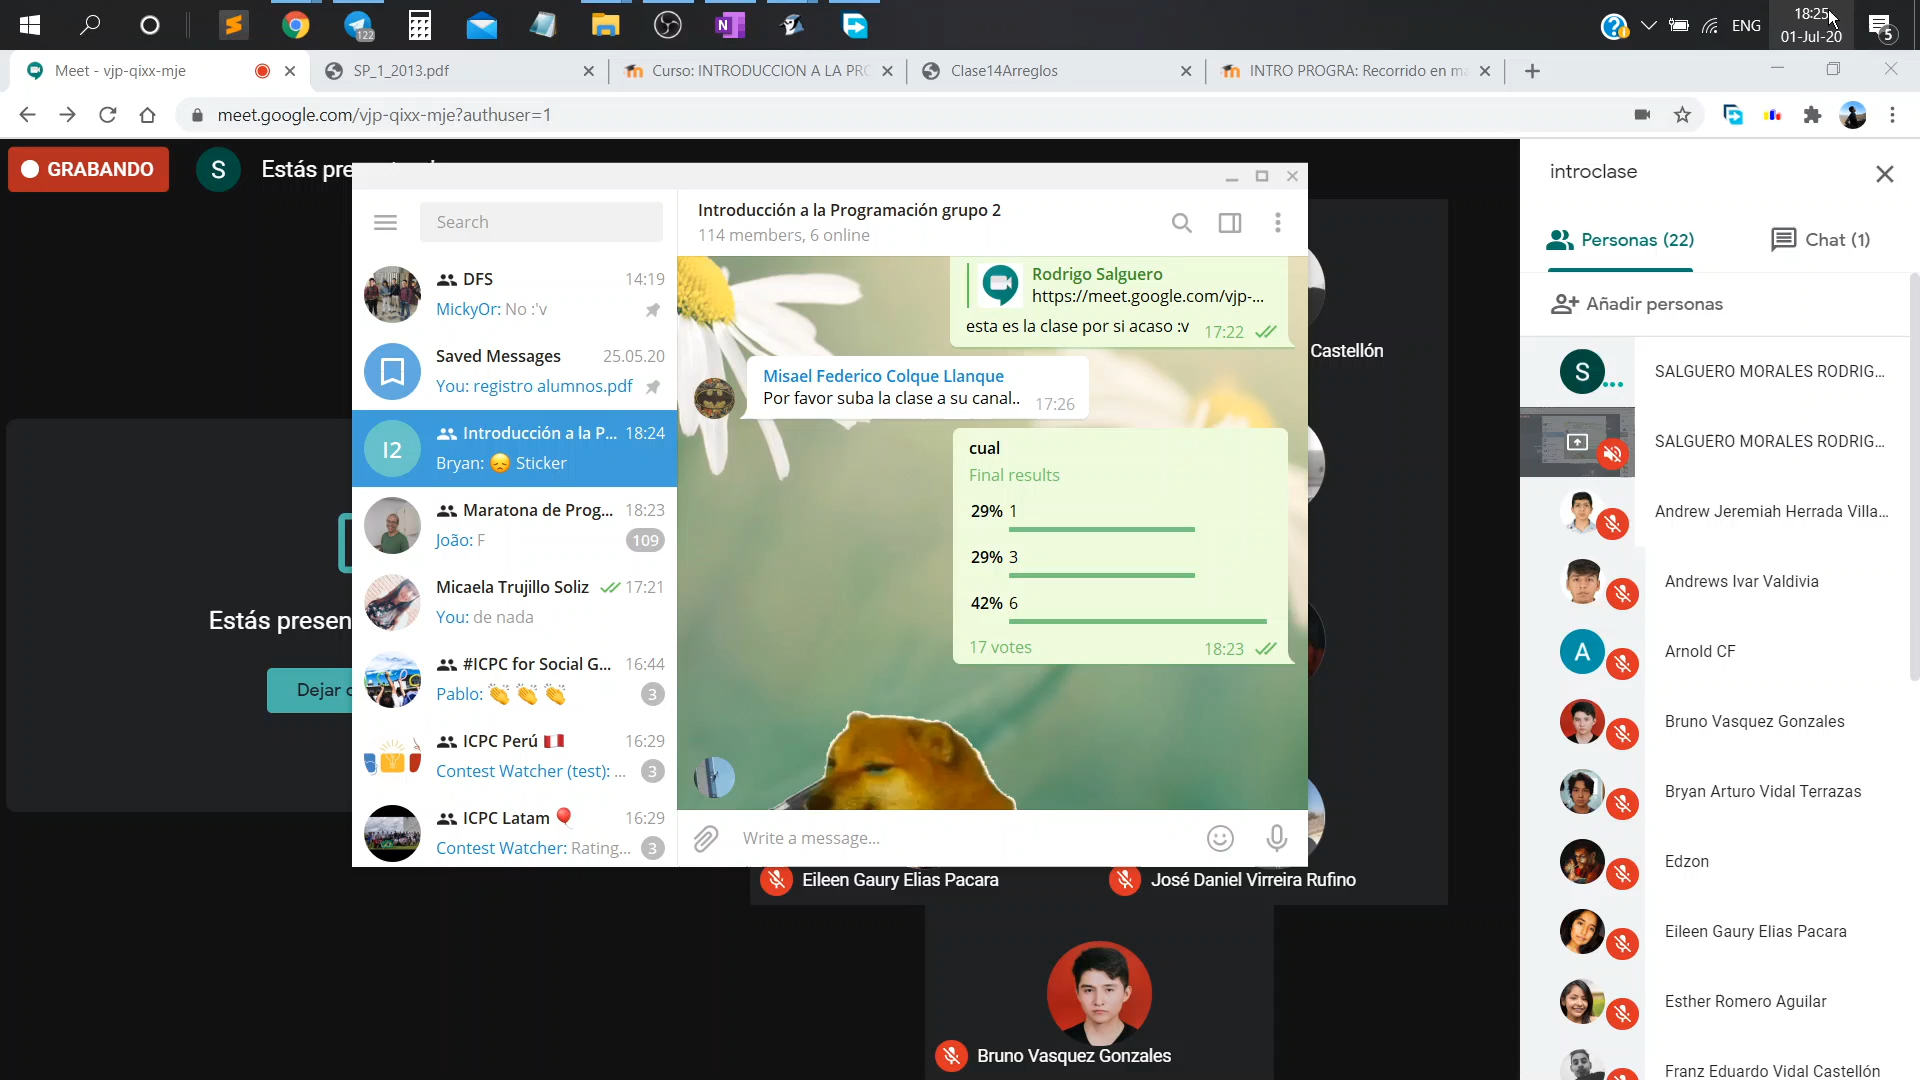 122
ENG
18:25
01-Jul-20
5
Meet - vjp-qixx-mje
SP_1_2013.pdf
Curso: INTRODUCCION A LA PRO
Clase14Arreglos
INTRO PROGRA: Recorrido en ma
meet.google.com/vjp-qixx-mje?authuser=1
GRABANDO
S
Estás pre
Search
DFS
14:19
MickyOr: No :'v
Saved Messages
25.05.20
You: registro alumnos.pdf
I2
Introducción a la P... 18:24
Bryan: 😞 Sticker
Maratona de Prog... 18:23
João: F
109
Micaela Trujillo Soliz
17:21
You: de nada
#ICPC for Social G... 16:44
Pablo: 👏 👏 👏
3
ICPC Perú 🇵🇪
16:29
Contest Watcher (test): ...
3
ICPC Latam 🎈
16:29
Contest Watcher: Rating...
3
Introducción a la Programación grupo 2
114 members, 6 online
Rodrigo Salguero
https://meet.google.com/vjp-...
esta es la clase por si acaso :v
17:22
Misael Federico Colque Llanque
Por favor suba la clase a su canal..
17:26
cual
Final results
29% 1
29% 3
42% 6
17 votes
18:23
Write a message...
Estás presen
Dejar
Castellón
Eileen Gaury Elias Pacara
José Daniel Virreira Rufino
Bruno Vasquez Gonzales
introclase
Personas (22)
Chat (1)
Añadir personas
S
SALGUERO MORALES RODRIG...
SALGUERO MORALES RODRIG...
Andrew Jeremiah Herrada Villa...
Andrews Ivar Valdivia
A
Arnold CF
Bruno Vasquez Gonzales
Bryan Arturo Vidal Terrazas
Edzon
Eileen Gaury Elias Pacara
Esther Romero Aguilar
Franz Eduardo Vidal Castellón